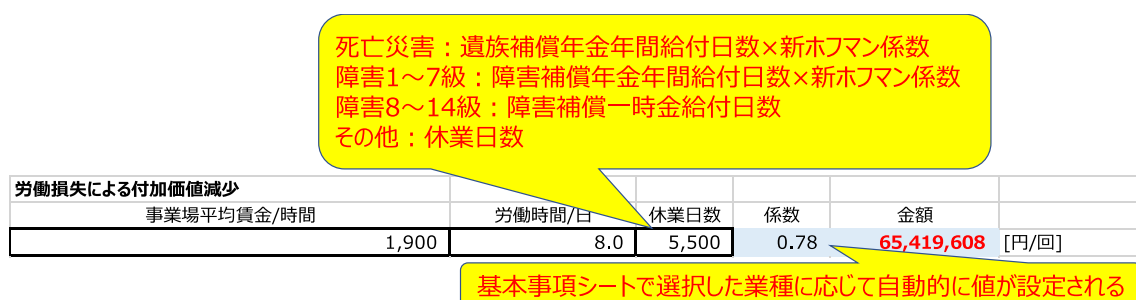 死亡災害：遺族補償年金年間給付日数×新ホフマン係数
障害1～7級：障害補償年金年間給付日数×新ホフマン係数
障害8～14級：障害補償一時金給付日数
その他：休業日数
労働損失による付加価値減少
事業場平均賃金/時間 労働時間/日 休業日数 係数 金額
1,900 8.0 5,500 0.78 65,419,608 [円/回]
基本事項シートで選択した業種に応じて自動的に値が設定される